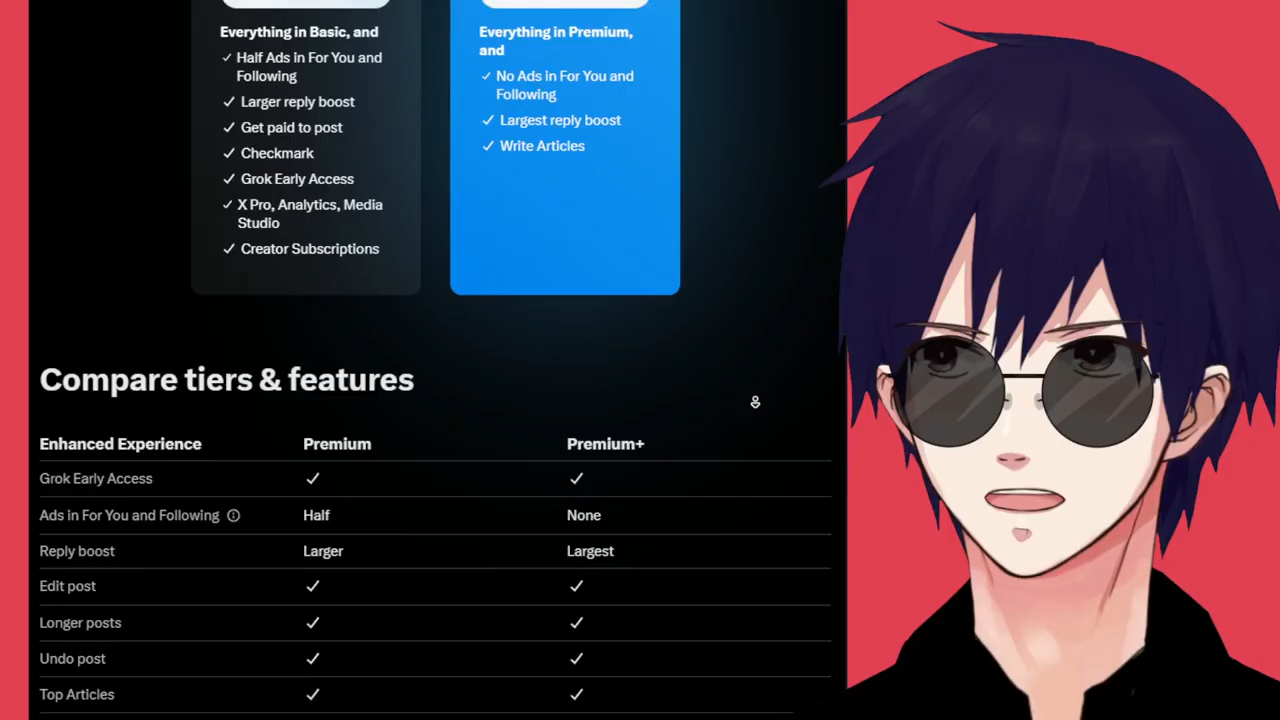 Everything in Basic, and
Half Ads in For You and
Following
Larger reply boost
Get paid to post
Checkmark
Grok Early Access
X Pro, Analytics, Media
Studio
Creator Subscriptions
Everything in Premium,
and
No Ads in For You and
Following
Largest reply boost
Write Articles
Compare tiers & features
Enhanced Experience Premium Premium+
Grok Early Access
Ads in For You and Following Half None
Reply boost Larger Largest
Edit post
Longer posts
Undo post
Top Articles